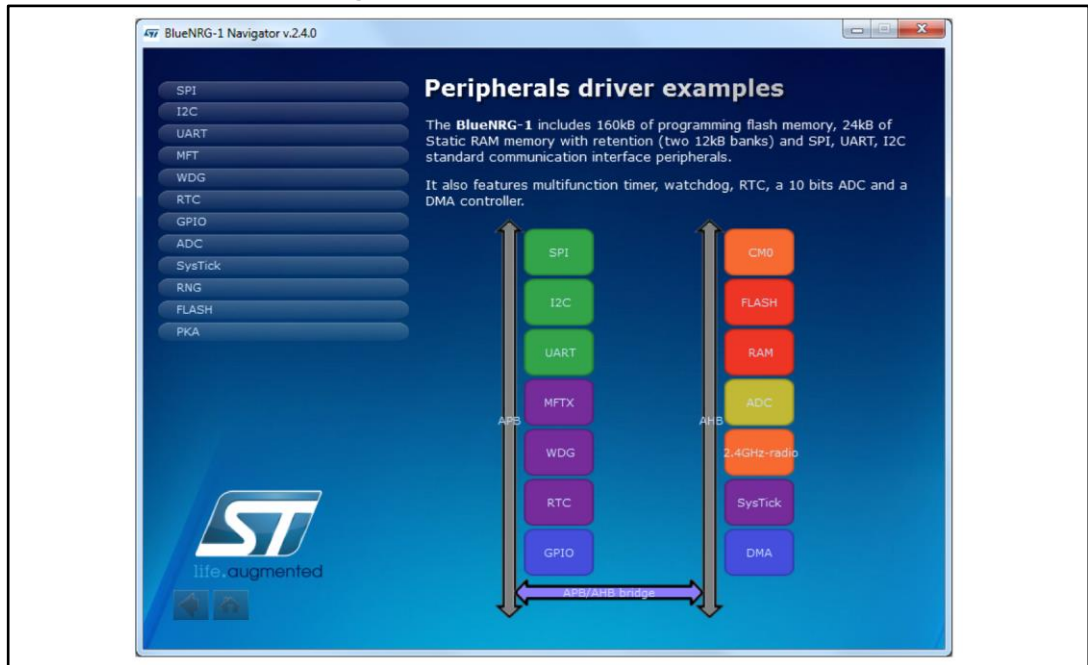 BlueNRG-1 Navigator v.2.4.0
SPI
I2C
UART
MFT
WDG
RTC
GPIO
ADC
SysTick
RNG
FLASH
PKA
Peripherals driver examples
The BlueNRG-1 includes 160kB of programming flash memory, 24kB of
Static RAM memory with retention (two 12kB banks) and SPI, UART, I2C
standard communication interface peripherals.
It also features multifunction timer, watchdog, RTC, a 10 bits ADC and a
DMA controller.
APB
SPI
I2C
UART
MFTX
WDG
RTC
GPIO
AHB
CM0
FLASH
RAM
ADC
2.4GHz-radio
SysTick
DMA
APB/AHB bridge
ST
life.augmented